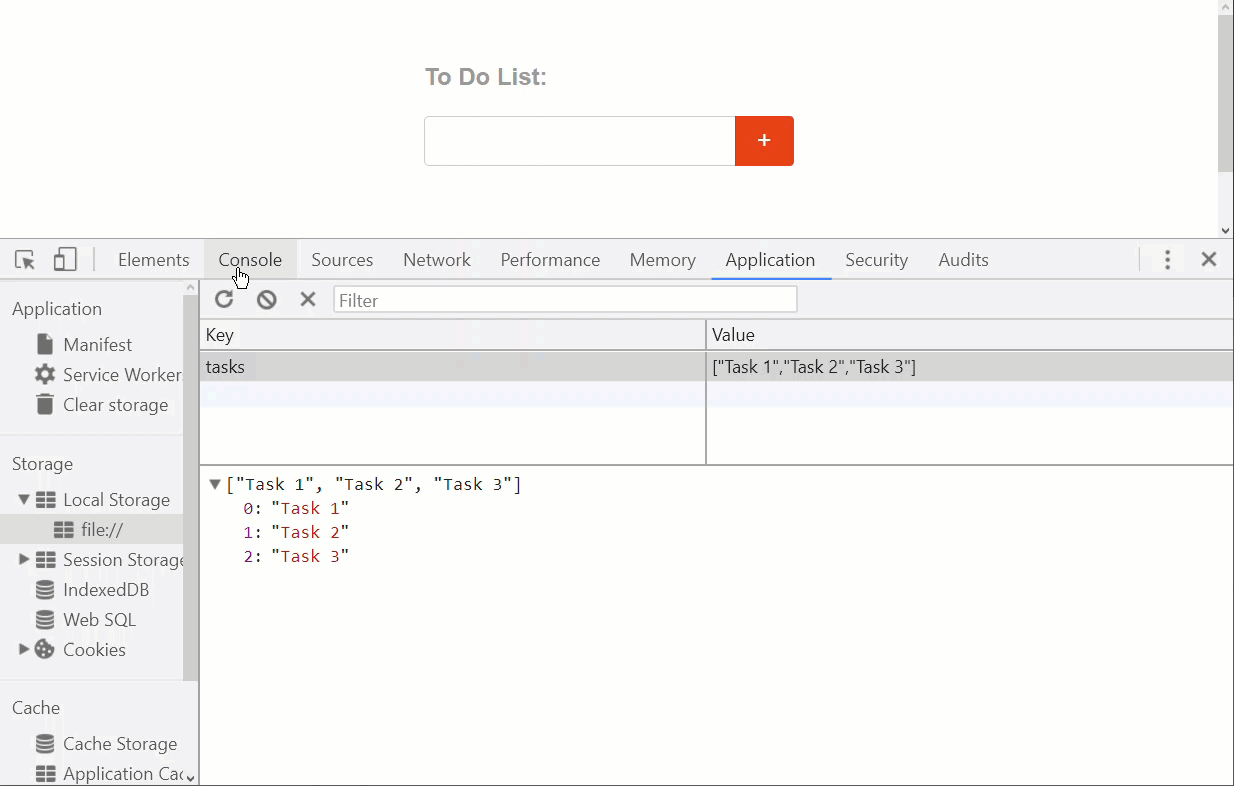 To Do List:
+
Elements Console Sources Network Performance Memory Application Security Audits
Application
Manifest
Service Worker
Clear storage
Storage
Local Storage
file://
Session Storage
IndexedDB
Web SQL
Cookies
Cache
Cache Storage
Application Cac
Filter
Key Value
tasks ["Task 1","Task 2","Task 3"]
["Task 1", "Task 2", "Task 3"]
0: "Task 1"
1: "Task 2"
2: "Task 3"